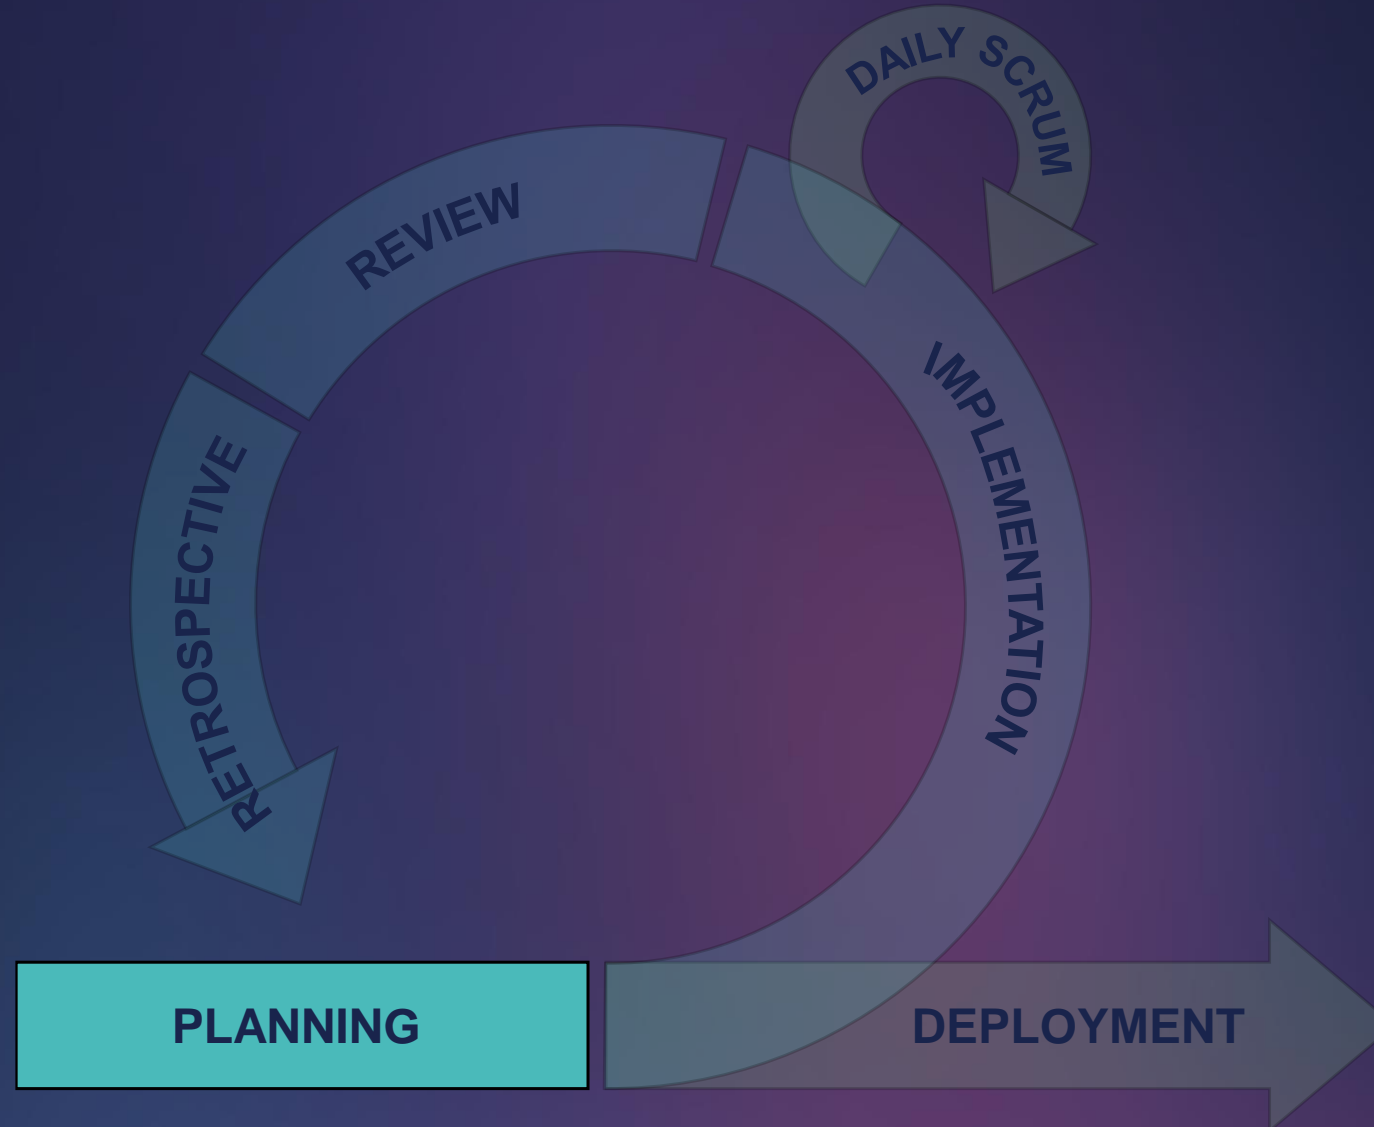 DAILY SCRUM
REVIEW
IMPLEMENTATION
RETROSPECTIVE
PLANNING
DEPLOYMENT